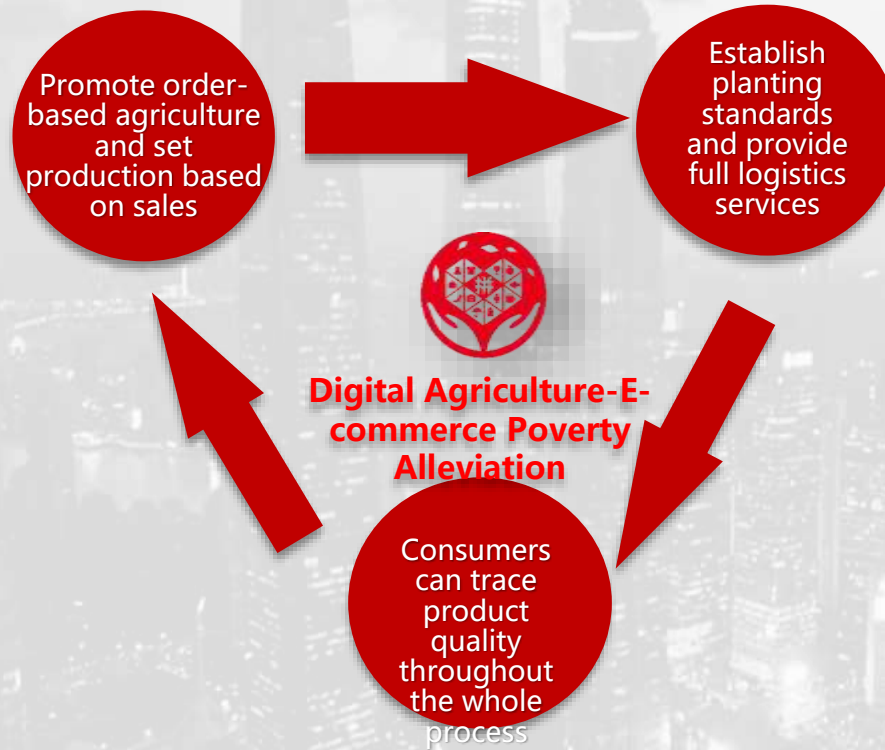 Promote order-
based agriculture
and set
production based
on sales
Establish
planting
standards
and provide
full logistics
services
Digital Agriculture-E-
commerce Poverty
Alleviation
Consumers
can trace
product
quality
throughout
the whole
process